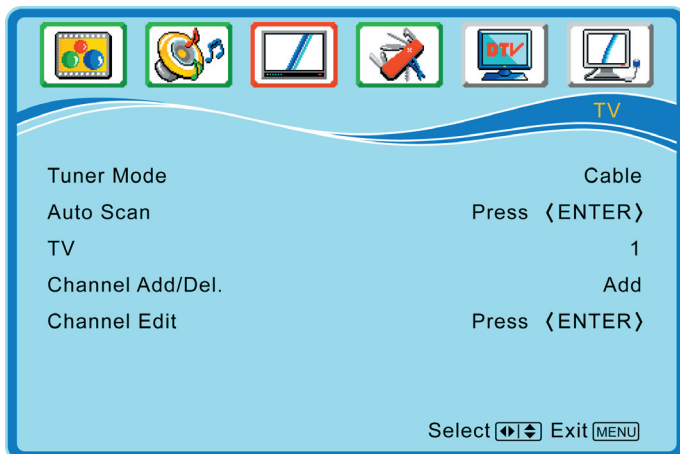 DTV
TV
Tuner Mode Cable
Auto Scan Press 〈ENTER〉
TV 1
Channel Add/Del. Add
Channel Edit Press 〈ENTER〉
Select Exit MENU